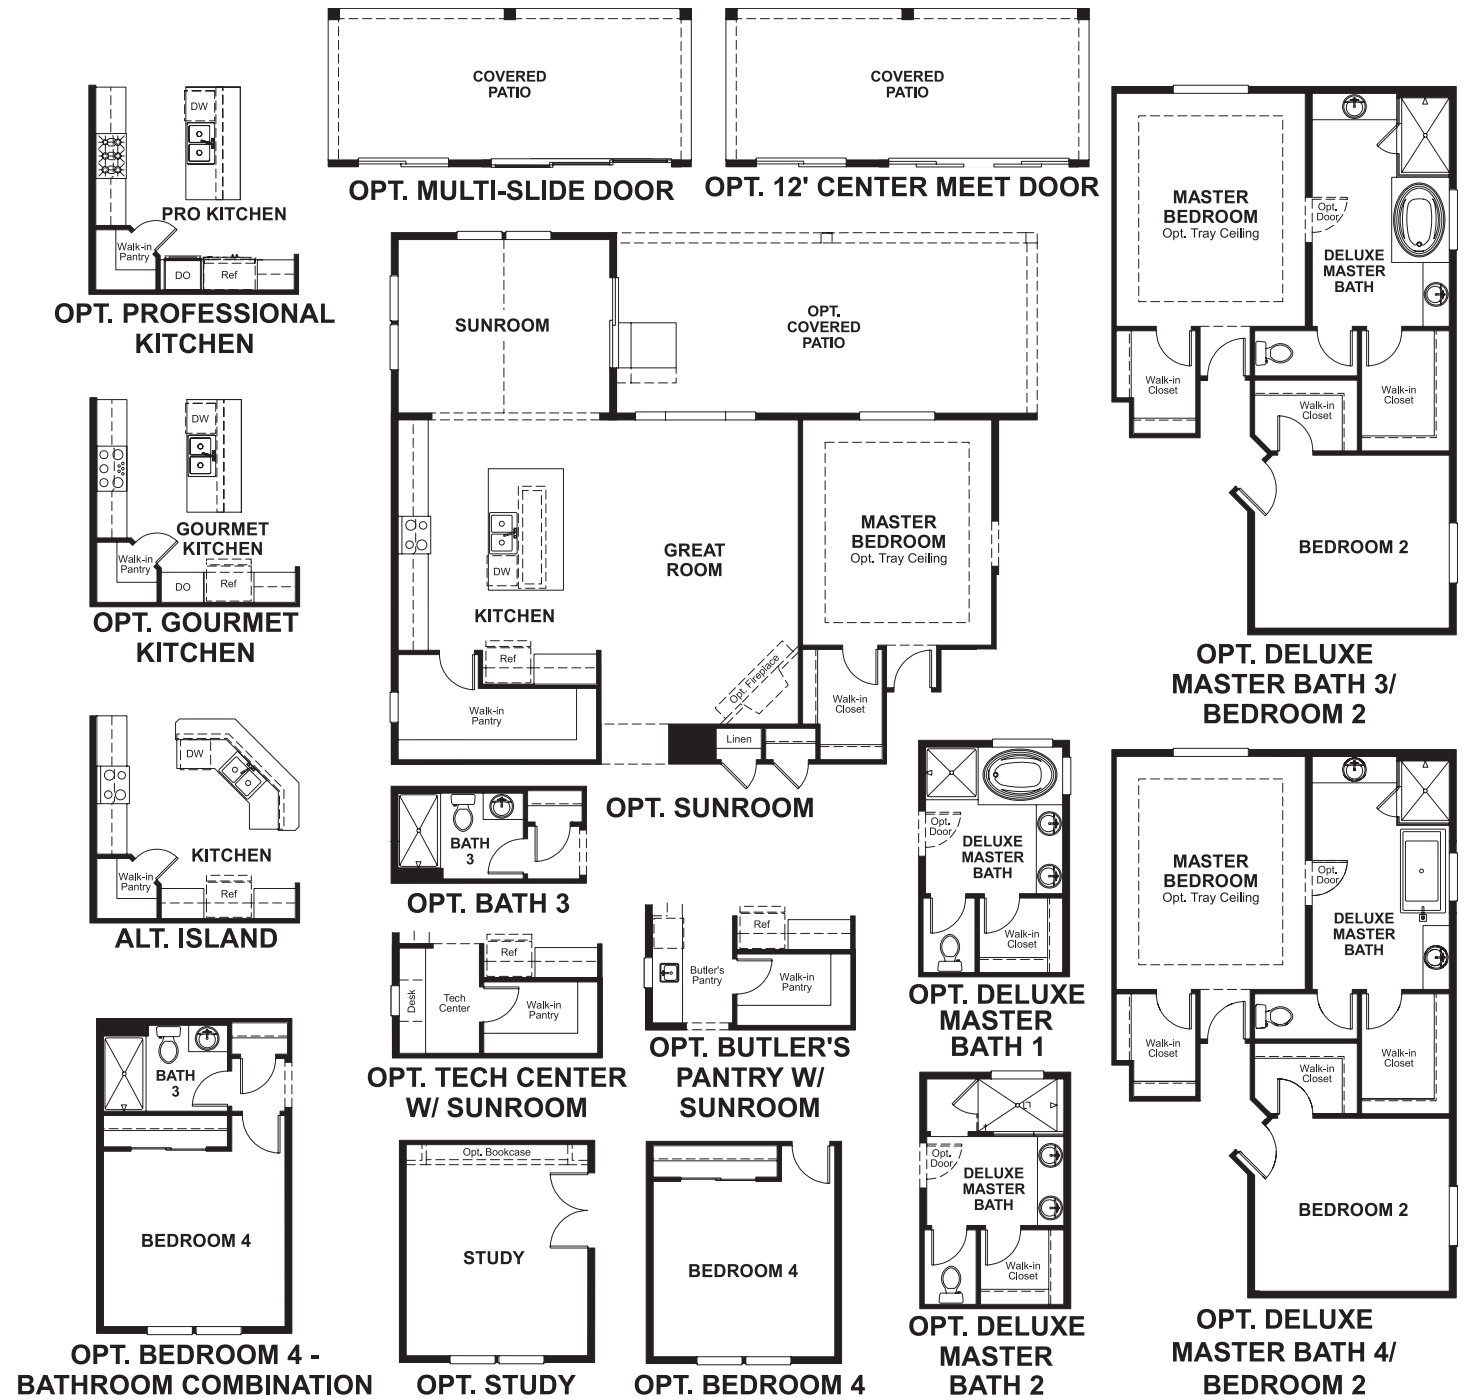 COVERED
PATIO
OPT. MULTI-SLIDE DOOR
COVERED
PATIO
OPT. 12' CENTER MEET DOOR
DW
PRO KITCHEN
Walk-in
Pantry
DO
Ref
OPT. PROFESSIONAL
KITCHEN
DW
GOURMET
KITCHEN
Walk-in
Pantry
DO
Ref
OPT. GOURMET
KITCHEN
DW
KITCHEN
Walk-in
Pantry
Ref
ALT. ISLAND
SUNROOM
OPT.
COVERED
PATIO
DW
KITCHEN
GREAT
ROOM
MASTER
BEDROOM
Opt. Tray Ceiling
Ref
Walk-in
Pantry
Opt. Fireplace
Walk-in
Closet
Linen
OPT. SUNROOM
MASTER
BEDROOM
Opt. Tray Ceiling
Opt.
Door
DELUXE
MASTER
BATH
Walk-in
Closet
Walk-in
Closet
Walk-in
Closet
BEDROOM 2
OPT. DELUXE
MASTER BATH 3/
BEDROOM 2
BATH
3
OPT. BATH 3
Opt.
Door
DELUXE
MASTER
BATH
Walk-in
Closet
OPT. DELUXE
MASTER
BATH 1
Ref
Desk
Tech
Center
Walk-in
Pantry
OPT. TECH CENTER
W/ SUNROOM
Ref
Butler's
Pantry
Walk-in
Pantry
OPT. BUTLER'S
PANTRY W/
SUNROOM
MASTER
BEDROOM
Opt. Tray Ceiling
Opt.
Door
DELUXE
MASTER
BATH
Walk-in
Closet
Walk-in
Closet
Walk-in
Closet
BEDROOM 2
OPT. DELUXE
MASTER BATH 4/
BEDROOM 2
BATH
3
BEDROOM 4
OPT. BEDROOM 4 -
BATHROOM COMBINATION
Opt. Bookcase
STUDY
OPT. STUDY
BEDROOM 4
OPT. BEDROOM 4
Opt.
Door
DELUXE
MASTER
BATH
Walk-in
Closet
OPT. DELUXE
MASTER
BATH 2